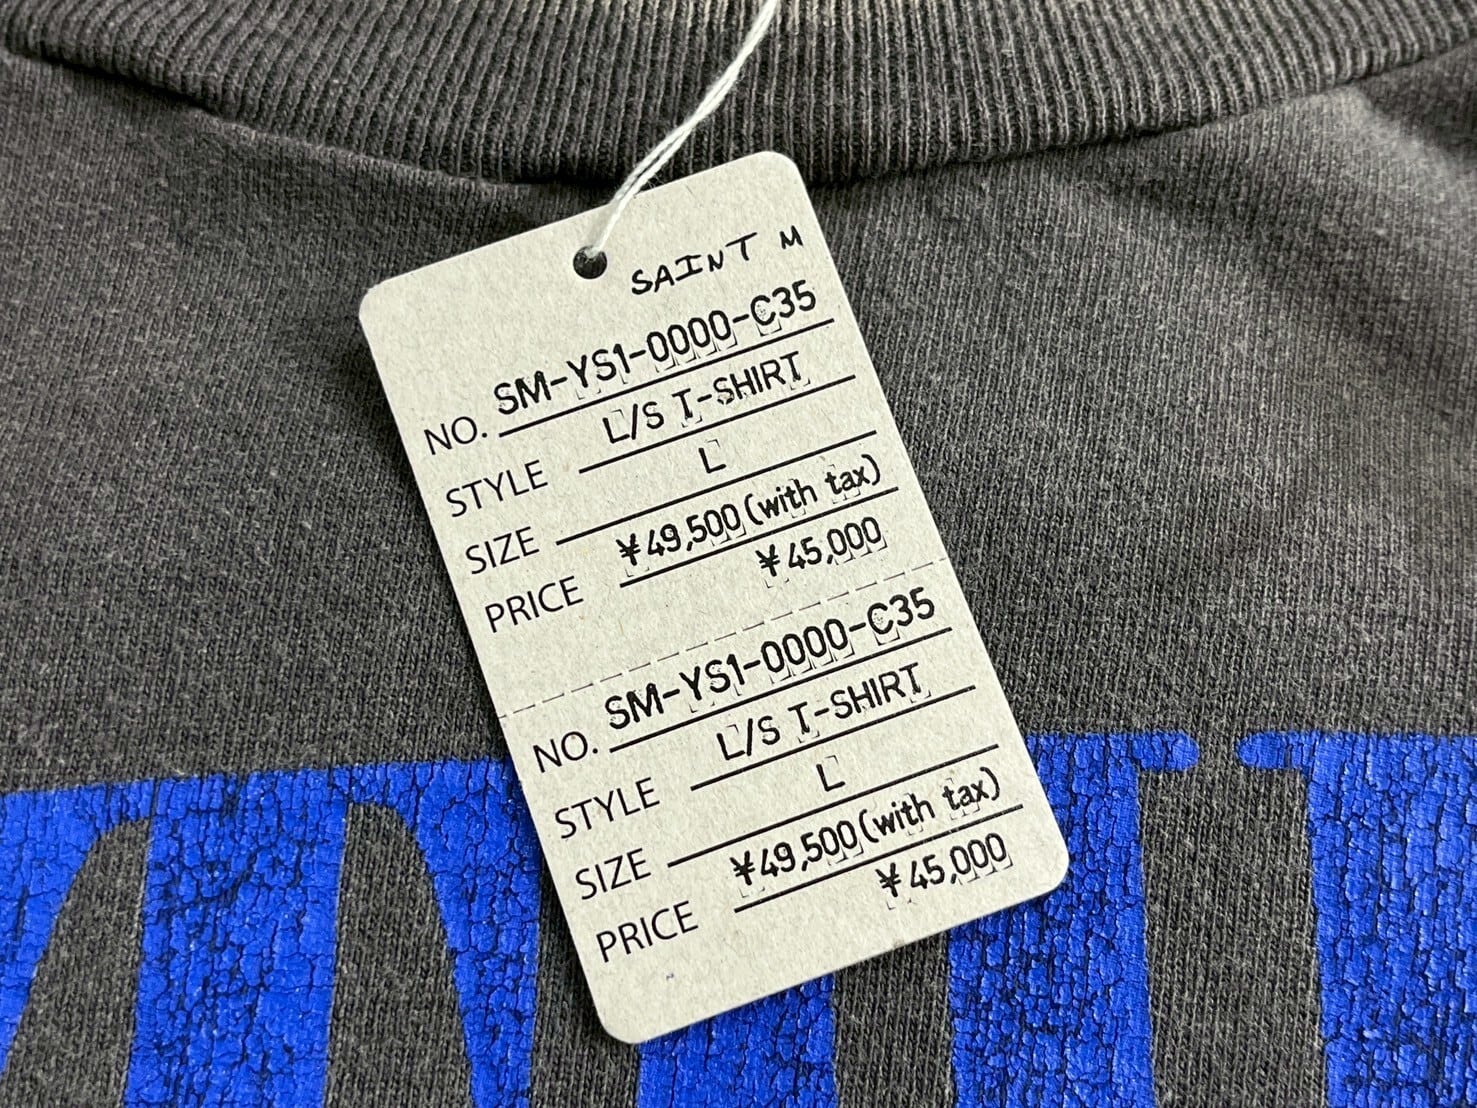 SAINT M
NO. SM-YS1-0000-C35
STYLE L/S T-SHIRT
SIZE L
PRICE ¥49,500(with tax)
¥45,000
NO. SM-YS1-0000-C35
STYLE L/S T-SHIRT
SIZE L
PRICE ¥49,500(with tax)
¥45,000